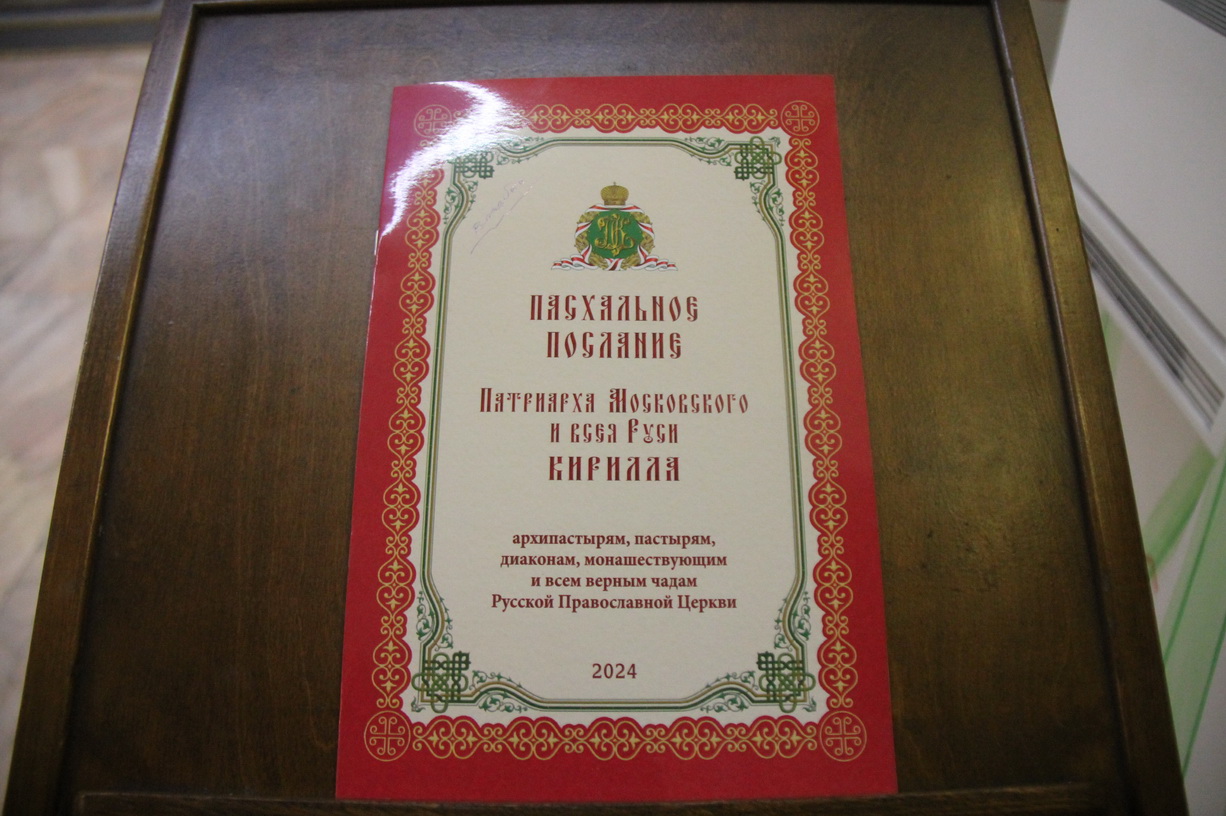 ПАСХАЛЬНОЕ
ПОСЛАНИЕ
Патриарха Московского
и всея Руси
КИРИЛЛА
архипастырям, пастырям,
диаконам, монашествующим
и всем верным чадам
Русской Православной Церкви
2024